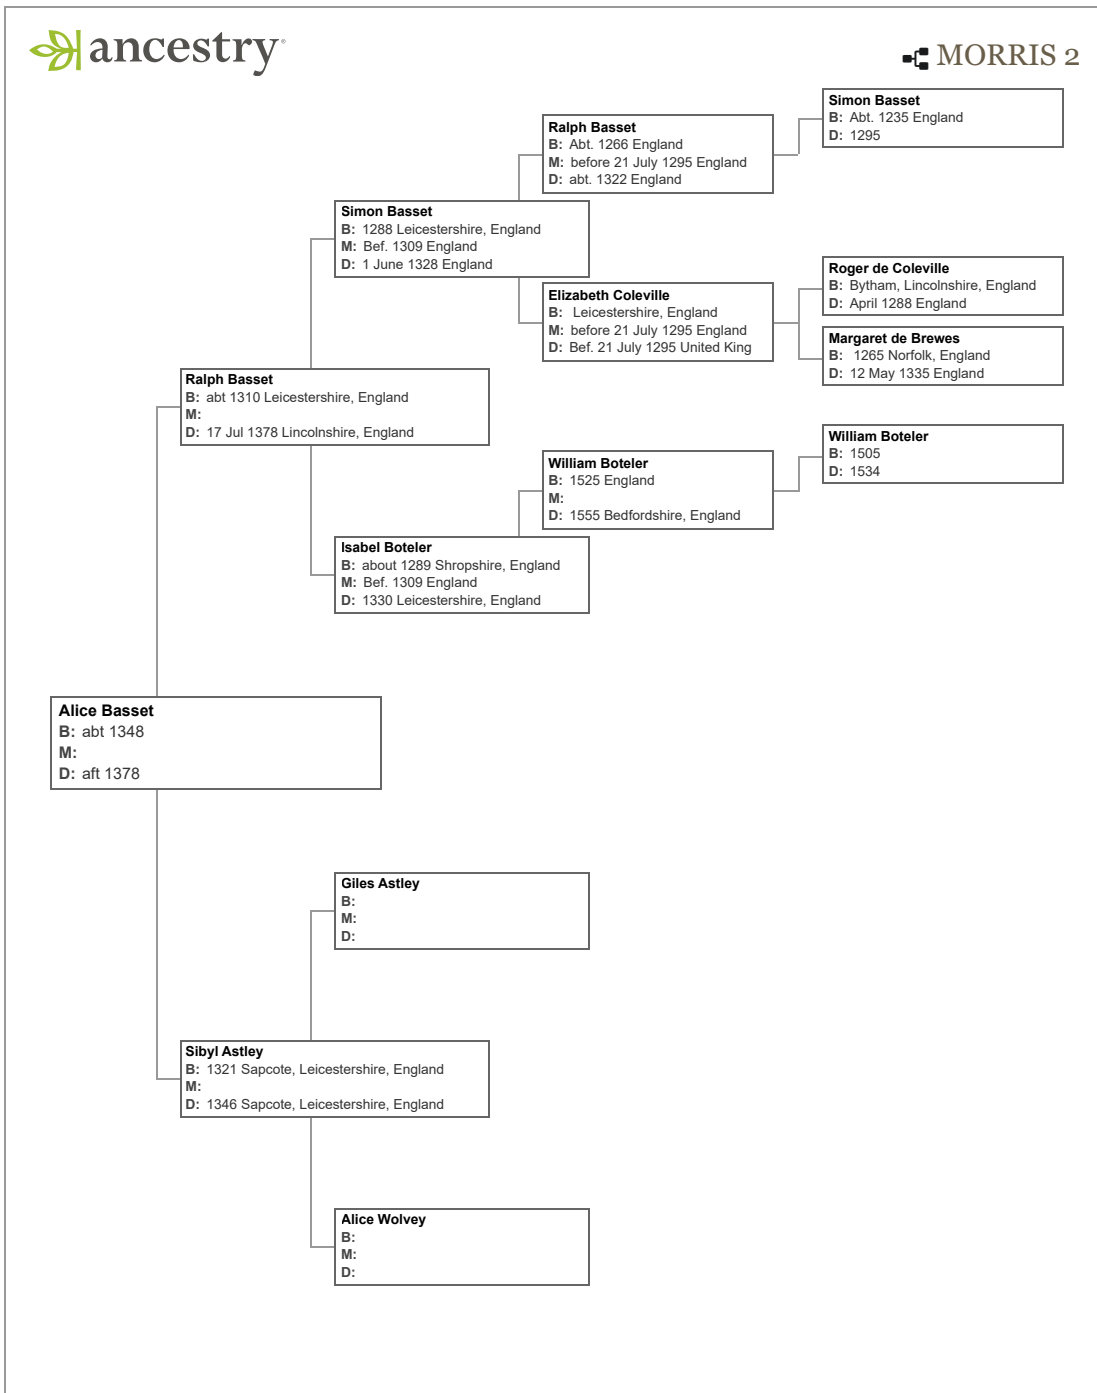 ancestry
MORRIS 2
Simon Basset
B: Abt. 1235 England
D: 1295
Ralph Basset
B: Abt. 1266 England
M: before 21 July 1295 England
D: abt. 1322 England
Simon Basset
B: 1288 Leicestershire, England
M: Bef. 1309 England
D: 1 June 1328 England
Roger de Coleville
B: Bytham, Lincolnshire, England
D: April 1288 England
Elizabeth Coleville
B: Leicestershire, England
M: before 21 July 1295 England
D: Bef. 21 July 1295 United King
Margaret de Brewes
B: 1265 Norfolk, England
D: 12 May 1335 England
Ralph Basset
B: abt 1310 Leicestershire, England
M:
D: 17 Jul 1378 Lincolnshire, England
William Boteler
B: 1505
D: 1534
William Boteler
B: 1525 England
M:
D: 1555 Bedfordshire, England
Isabel Boteler
B: about 1289 Shropshire, England
M: Bef. 1309 England
D: 1330 Leicestershire, England
Alice Basset
B: abt 1348
M:
D: aft 1378
Giles Astley
B:
M:
D:
Sibyl Astley
B: 1321 Sapcote, Leicestershire, England
M:
D: 1346 Sapcote, Leicestershire, England
Alice Wolvey
B:
M:
D: